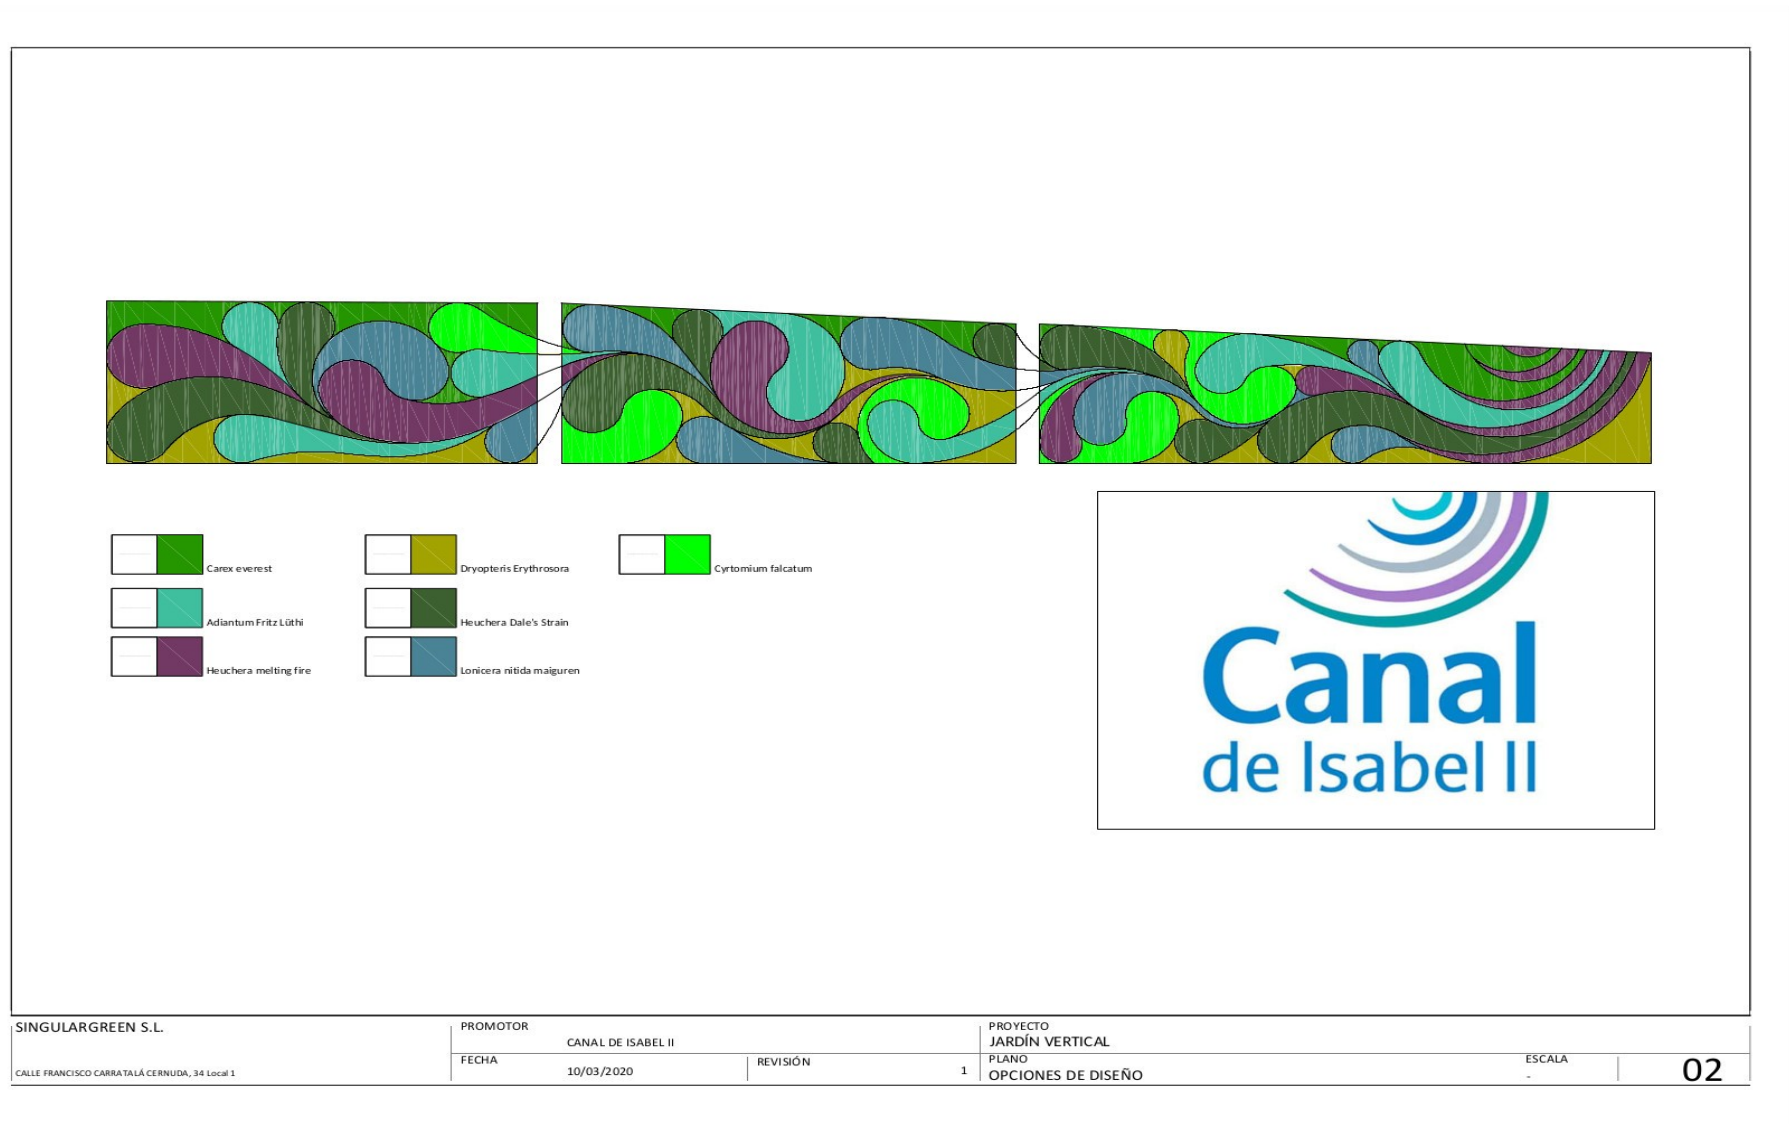 Carex everest
Dryopteris Erythrosora
Cyrtomium falcatum
Adiantum Fritz Lüthi
Heuchera Dale's Strain
Heuchera melting fire
Lonicera nitida maiguren
Canal
de Isabel II
SINGULARGREEN S.L.
CALLE FRANCISCO CARRATALÁ CERNUDA, 34 Local 1
PROMOTOR
CANAL DE ISABEL II
FECHA
10/03/2020
REVISIÓN
1
PROYECTO
JARDÍN VERTICAL
PLANO
OPCIONES DE DISEÑO
ESCALA
-
02